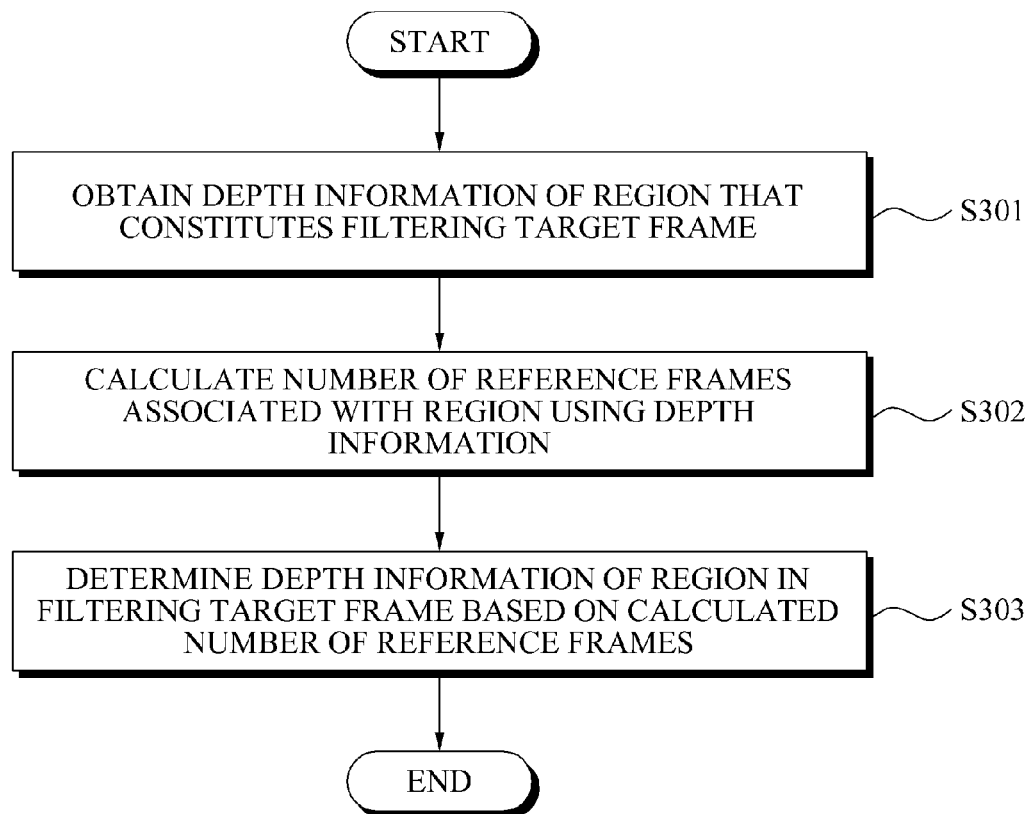 START
OBTAIN DEPTH INFORMATION OF REGION THAT
CONSTITUTES FILTERING TARGET FRAME
S301
CALCULATE NUMBER OF REFERENCE FRAMES
ASSOCIATED WITH REGION USING DEPTH
INFORMATION
S302
DETERMINE DEPTH INFORMATION OF REGION IN
FILTERING TARGET FRAME BASED ON CALCULATED
NUMBER OF REFERENCE FRAMES
S303
END